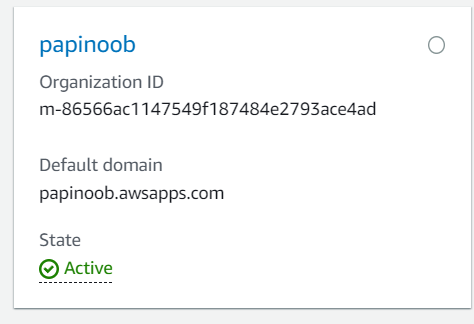 papinoob
Organization ID
m-86566ac1147549f187484e2793ace4ad
Default domain
papinoob.awsapps.com
State
Active